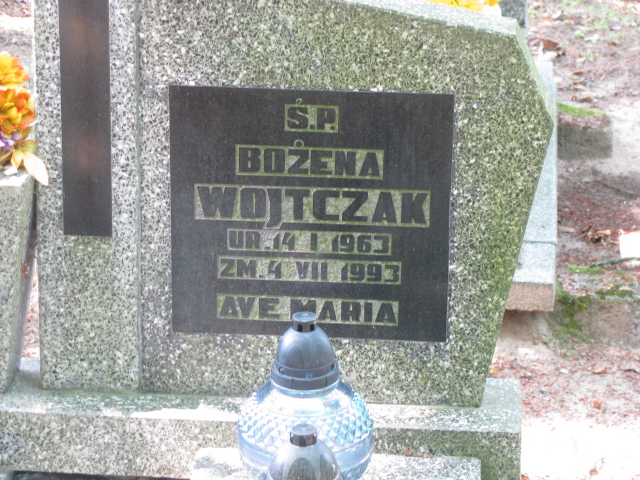 Ś.P.
BOŻENA
WOJTCZAK
UR.14 I 1963
ZM.4 VII 1993
AVE MARIA